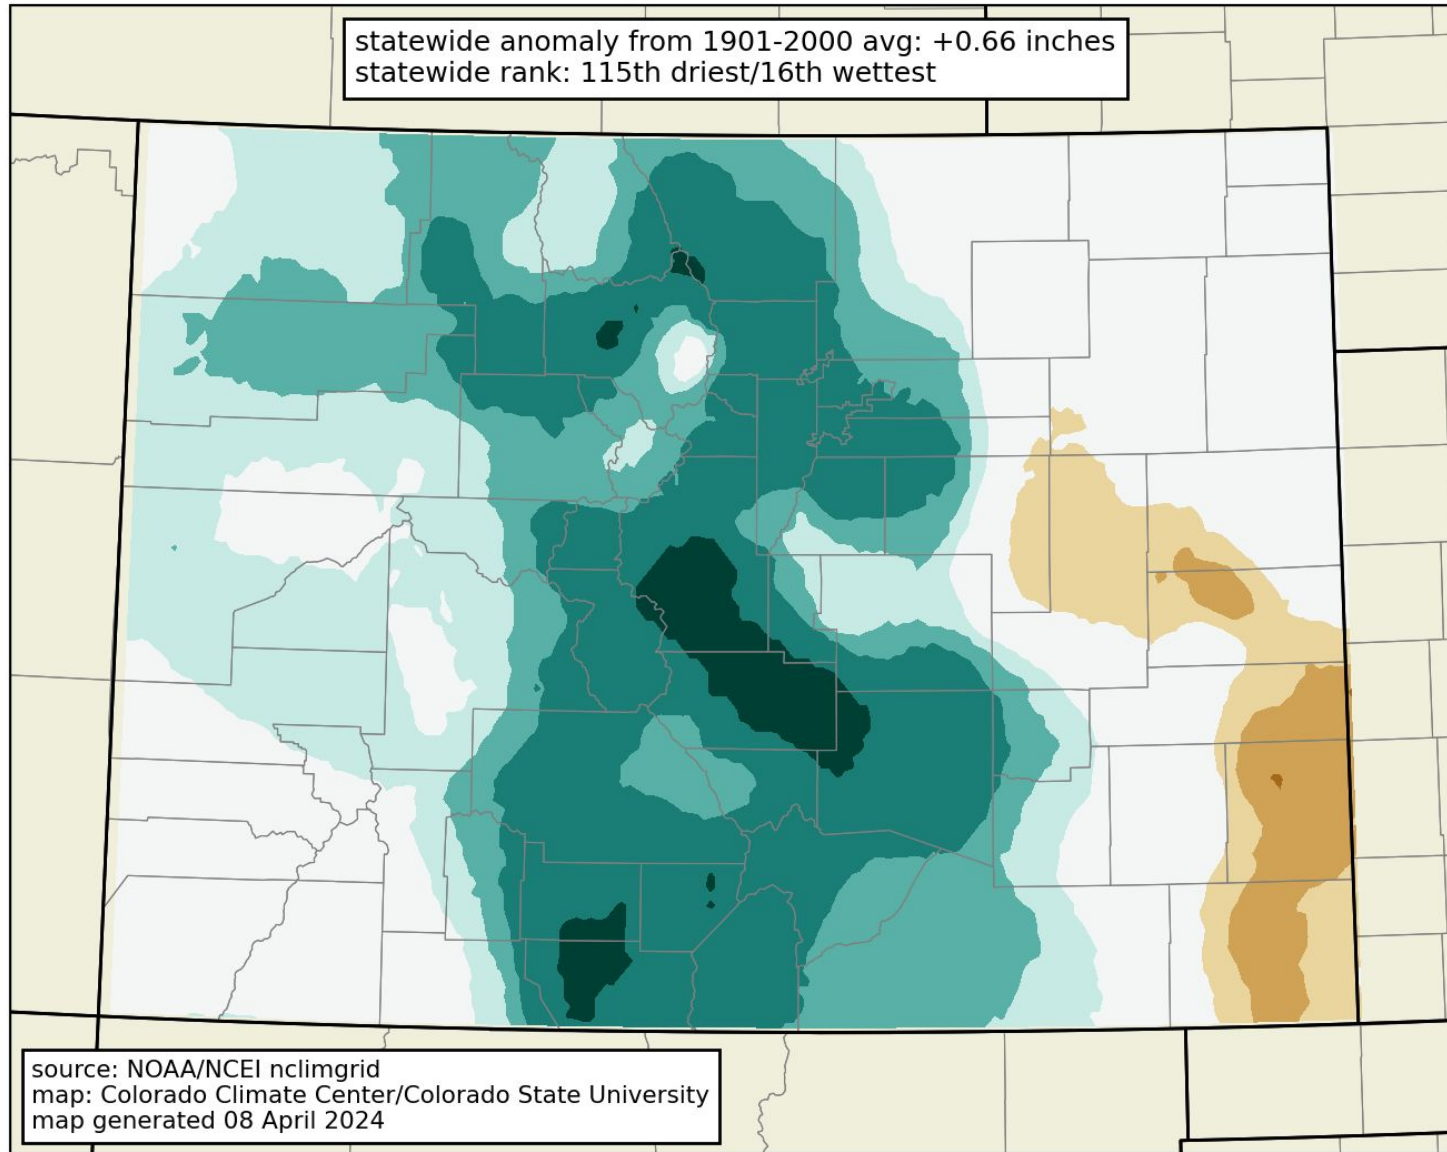 statewide anomaly from 1901-2000 avg: +0.66 inches
statewide rank: 115th driest/16th wettest
source: NOAA/NCEI nclimgrid
map: Colorado Climate Center/Colorado State University
map generated 08 April 2024